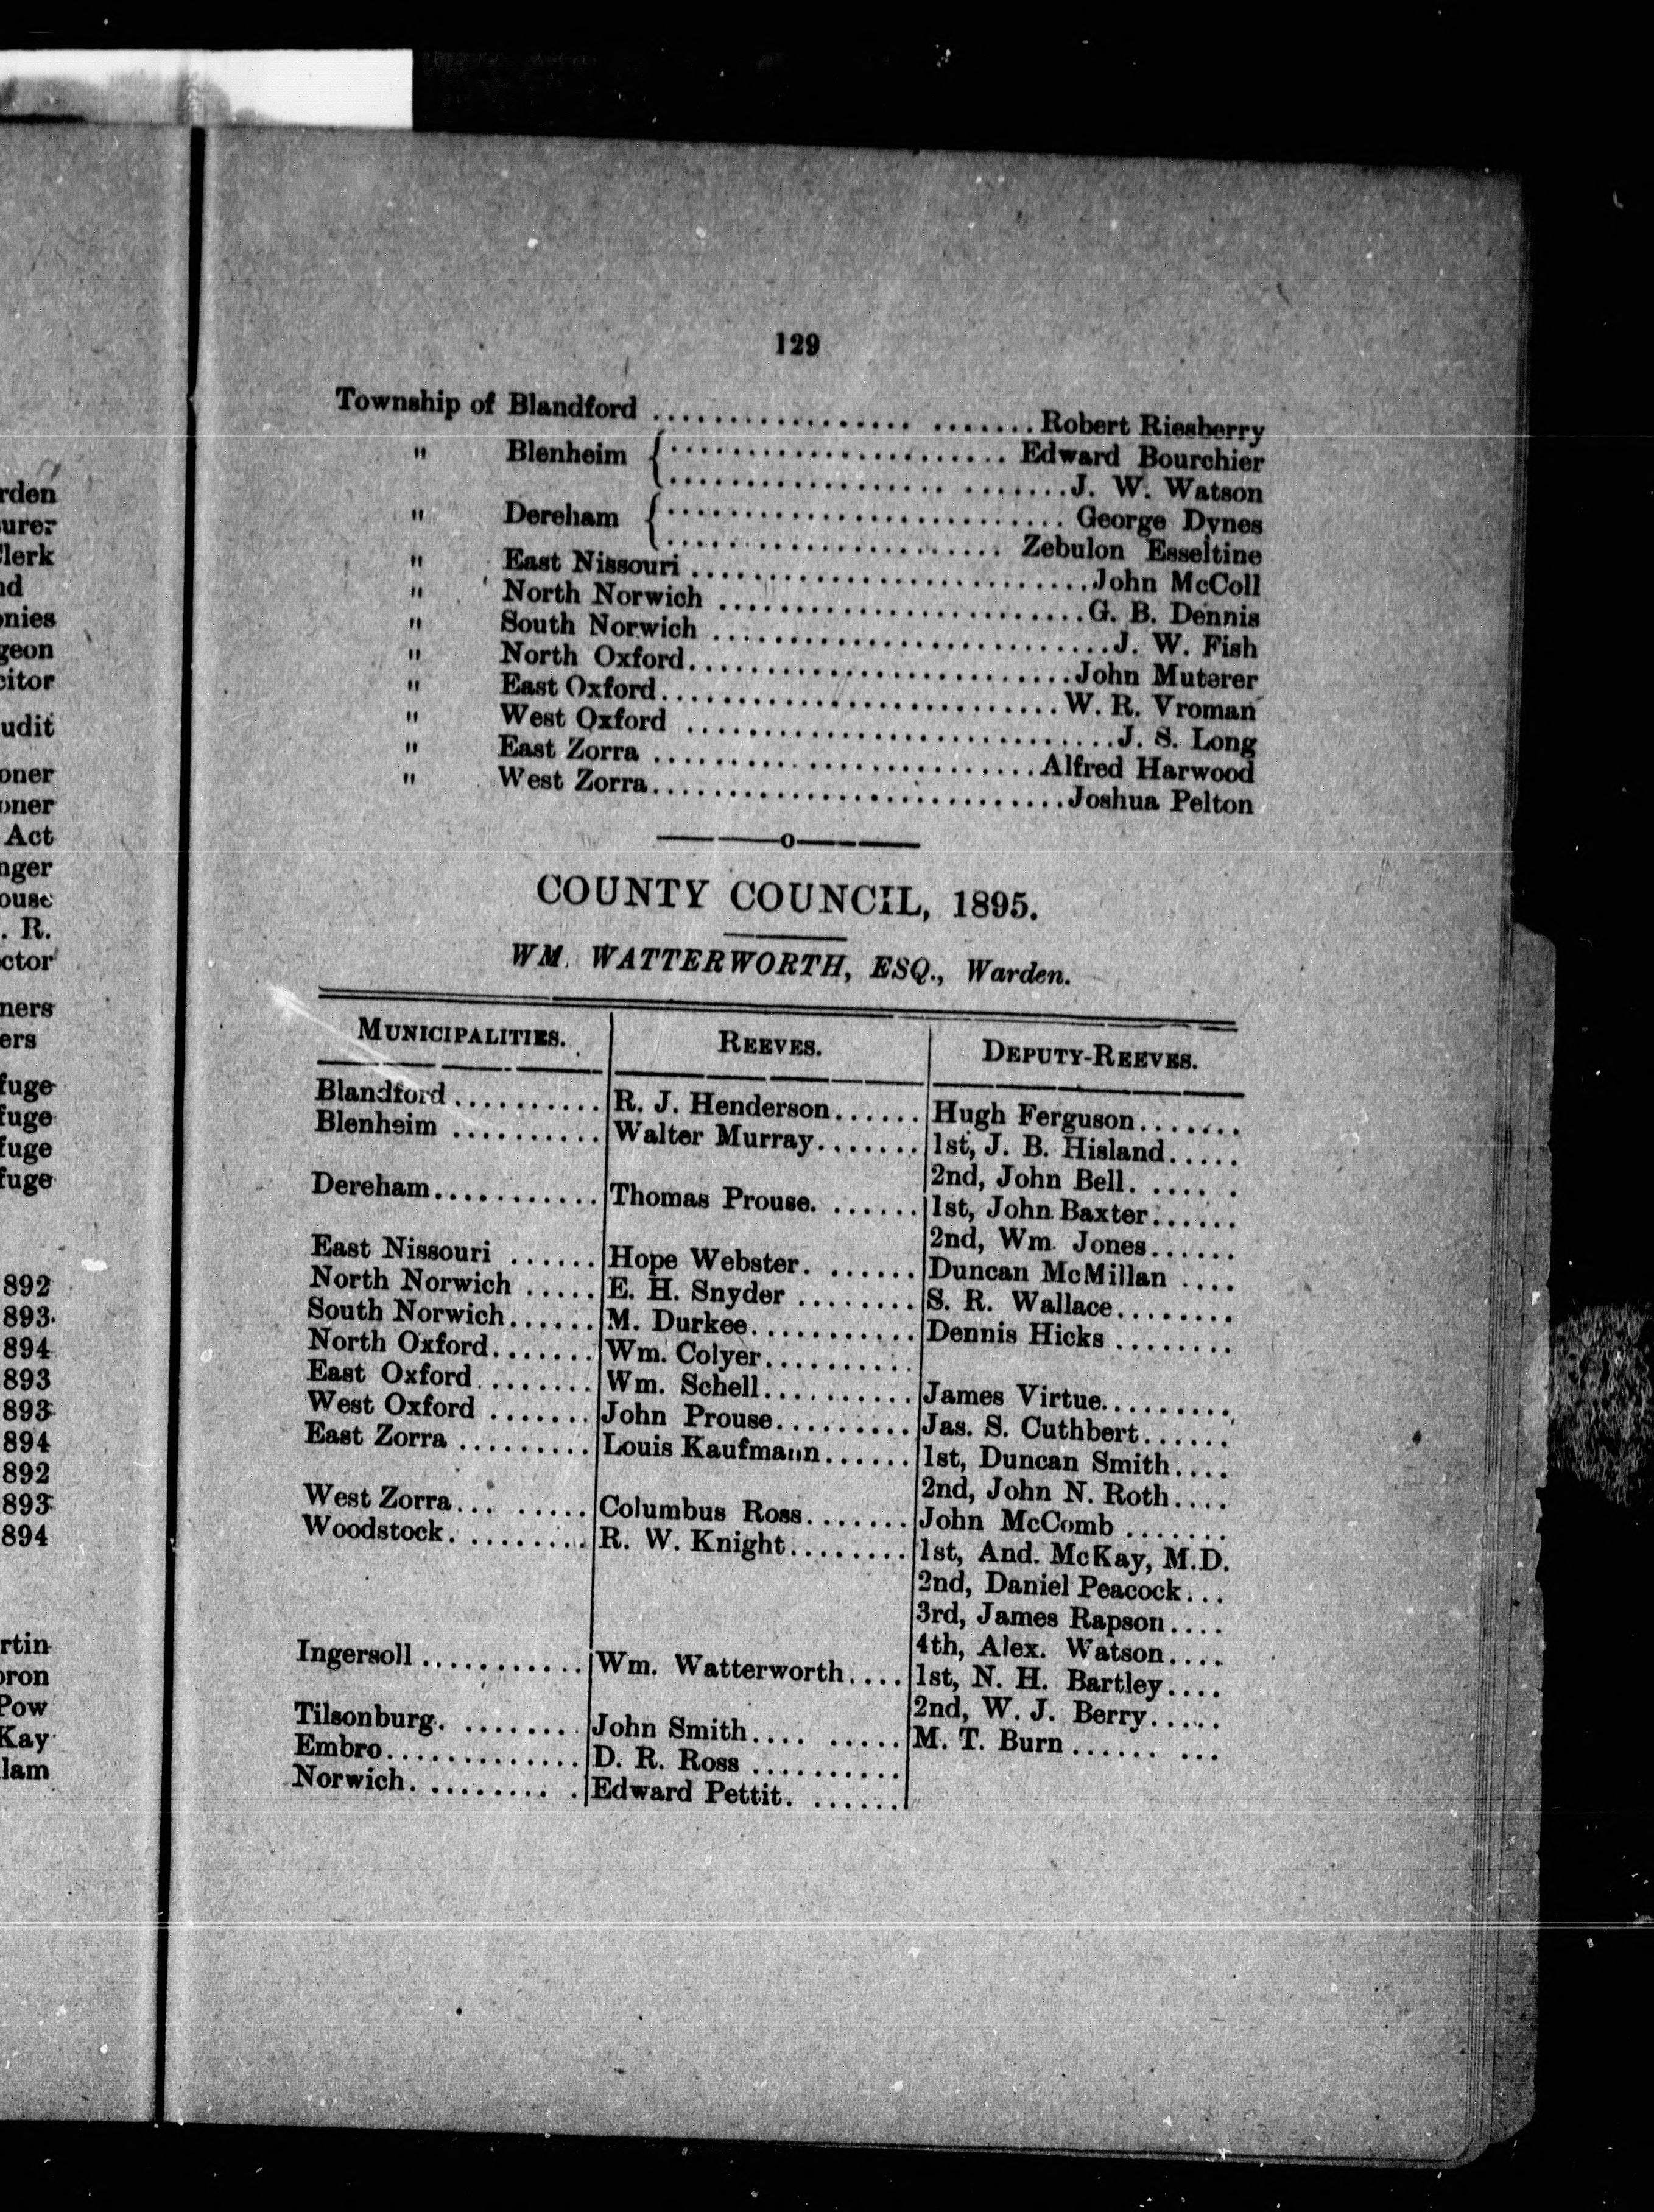 129
Township of Blandford ........................ Robert Riesberry
" Blenheim { ........................ Edward Bourchier
........................ J. W. Watson
" Dereham { ........................ George Dynes
........................ Zebulon Esseltine
" East Nissouri ........................ John McColl
" North Norwich ........................ G. B. Dennis
" South Norwich ........................ J. W. Fish
" North Oxford ........................ John Muterer
" East Oxford ........................ W. R. Vroman
" West Oxford ........................ J. S. Long
" East Zorra ........................ Alfred Harwood
" West Zorra ........................ Joshua Pelton
COUNTY COUNCIL, 1895.
WM. WATTERWORTH, ESQ., Warden.
MUNICIPALITIES. REEVES. DEPUTY-REEVES.
Blandford .......... R. J. Henderson ...... Hugh Ferguson .......
Blenheim .......... Walter Murray ....... 1st, J. B. Hisland .....
2nd, John Bell. ..... .
Dereham ........... Thomas Prouse. ...... 1st, John Baxter ......
2nd, Wm. Jones ......
East Nissouri ...... Hope Webster. ...... Duncan McMillan ....
North Norwich ..... E. H. Snyder ........ S. R. Wallace ........
South Norwich ...... M. Durkee ........... Dennis Hicks ........
North Oxford ....... Wm. Colyer ..........
East Oxford ........ Wm. Schell .......... James Virtue .........
West Oxford ....... John Prouse ......... Jas. S. Cuthbert ......
East Zorra ......... Louis Kaufmann ...... 1st, Duncan Smith ....
2nd, John N. Roth ....
West Zorra ... ...... Columbus Ross ....... John McComb .......
Woodstock. ........ R. W. Knight ........ 1st, And. McKay, M.D.
2nd, Daniel Peacock ...
3rd, James Rapson ....
4th, Alex. Watson ....
Ingersoll ........... Wm. Watterworth .... 1st, N. H. Bartley ....
2nd, W. J. Berry .....
Tilsonburg. ........ John Smith .... ..... M. T. Burn ...... ...
Embro ............. D. R. Ross ..........
Norwich. ........ . Edward Pettit. ......
rden
urer
Clerk
nd
onies
geon
citor
udit
oner
oner
Act
nger
ouse
. R.
ctor
ners
ers
fuge
fuge
fuge
fuge
892
893
894
893
893
894
892
893
894
rtin
oron
Pow
Kay
lam